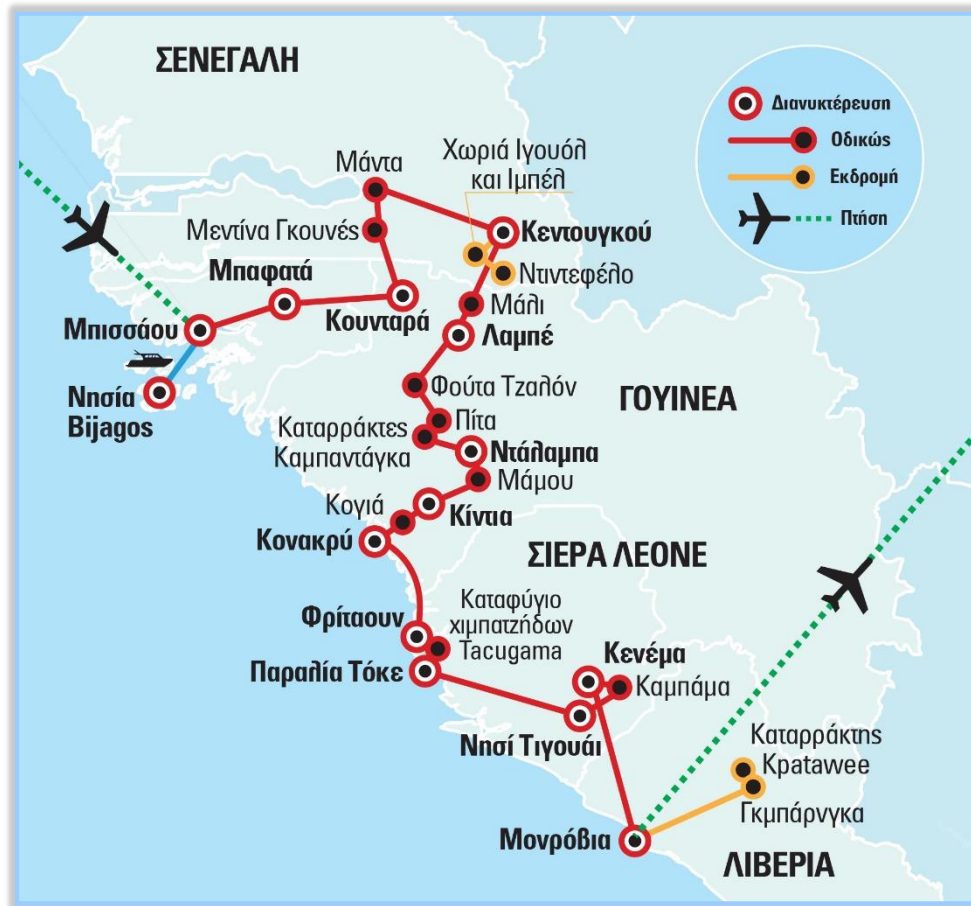 ΣΕΝΕΓΑΛΗ
Διανυκτέρευση
Οδικώς
Εκδρομή
Πτήση
Μάντα
Χωριά Ιγουόλ
και Ιμπέλ
Μεντίνα Γκουνές
Κεντουγκού
Μπαφατά
Ντιντεφέλο
Κουνταρά
Μάλι
Μπισσάου
Λαμπέ
Νησία
Bijagos
Φούτα Τζαλόν
ΓΟΥΙΝΕΑ
Πίτα
Καταρράκτες
Καμπαντάγκα
Ντάλαμπα
Μάμου
Κογιά
Κίντια
Κονακρύ
ΣΙΕΡΑ ΛΕΟΝΕ
Φρίταουν
Καταφύγιο
χιμπατζήδων
Tacugama
Παραλία Τόκε
Κενέμα
Καμπάμα
Νησί Τιγουάι
Καταρράκτης
Kpatawee
Γκμπάρνγκα
Μονρόβια
ΛΙΒΕΡΙΑ